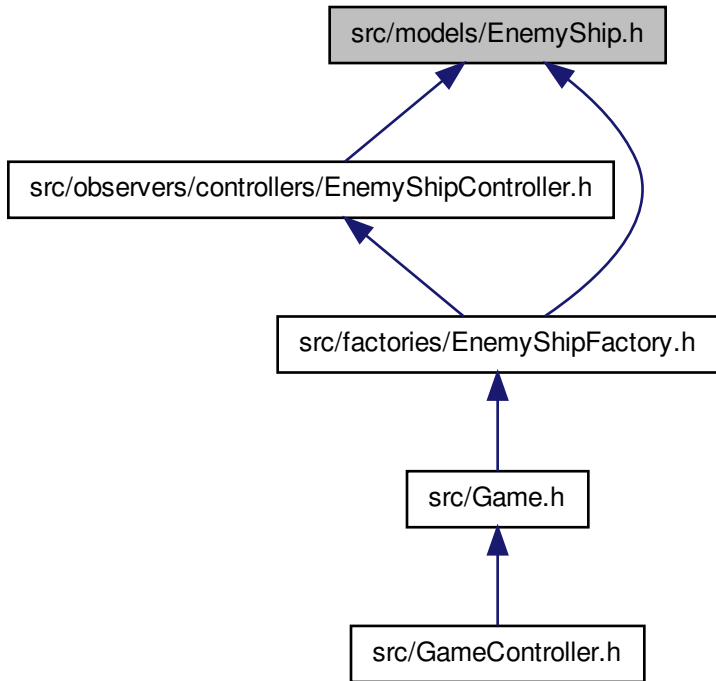 src/models/EnemyShip.h
src/observers/controllers/EnemyShipController.h
src/factories/EnemyShipFactory.h
src/Game.h
src/GameController.h